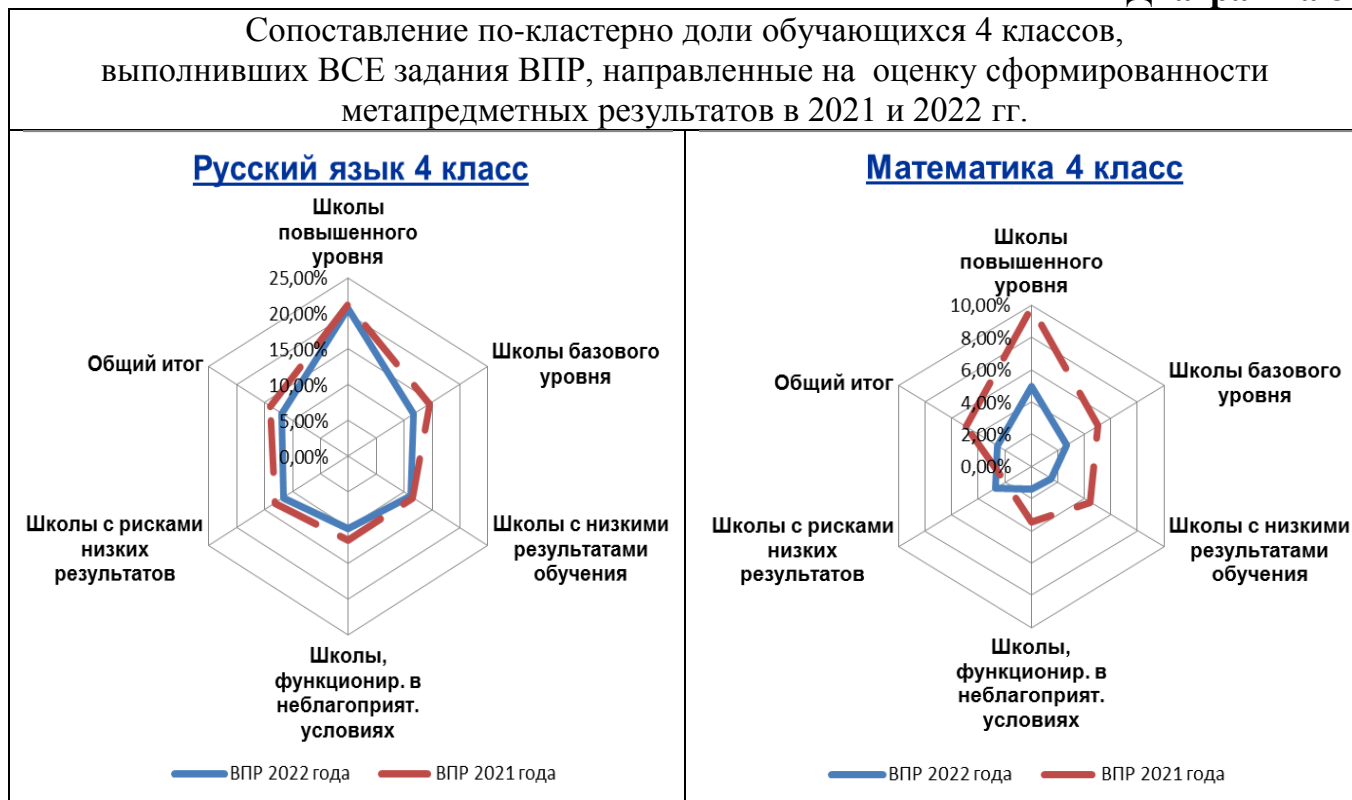 Сопоставление по-кластерно доли обучающихся 4 классов,
выполнивших ВСЕ задания ВПР, направленные на оценку сформированности
метапредметных результатов в 2021 и 2022 гг.
Русский язык 4 класс
Школы
повышенного
уровня
25,00%
20,00%
15,00%
10,00%
5,00%
0,00%
Школы базового
уровня
Школы с низкими
результатами
обучения
Школы,
функционир. в
неблагоприят.
условиях
Школы с рисками
низких
результатов
Общий итог
ВПР 2022 года
ВПР 2021 года
Математика 4 класс
Школы
повышенного
уровня
10,00%
8,00%
6,00%
4,00%
2,00%
0,00%
Школы базового
уровня
Школы с низкими
результатами
обучения
Школы,
функционир. в
неблагоприят.
условиях
Школы с рисками
низких
результатов
Общий итог
ВПР 2022 года
ВПР 2021 года